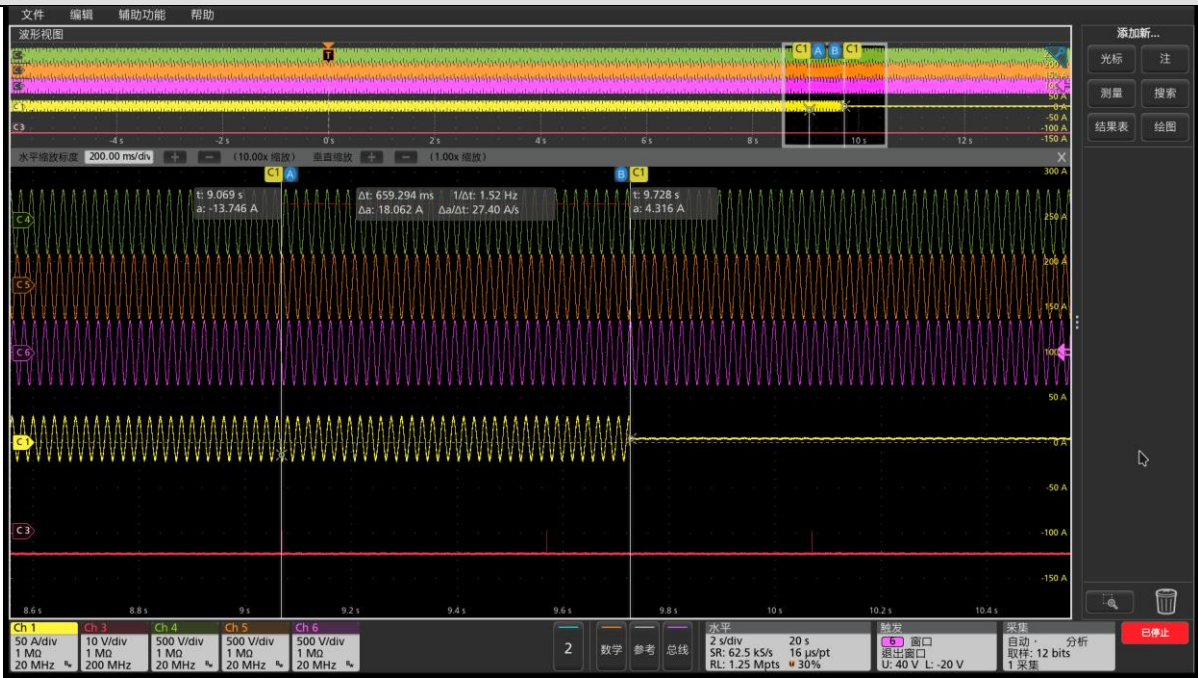 文件 编辑 辅助功能 帮助
波形视图
添加新...
光标 注
测量 搜索
结果表 绘图
T
C1 A B C1
C1
50 A
0 A
-50 A
-100 A
-150 A
C3
-4 s -2 s 0 s 2 s 4 s 6 s 8 s 10 s 12 s
水平缩放标度 200.00 ms/div + - (10.00x 缩放) 垂直缩放 + - (1.00x 缩放) X
C1 A B C1
300 A
t: 9.069 s
a: -13.746 A
Δt: 659.294 ms 1/Δt: 1.52 Hz
Δa: 18.062 A Δa/Δt: 27.40 A/s
t: 9.728 s
a: 4.316 A
C4
250 A
200 A
C5
150 A
C6
100
50 A
C1
0 A
-50 A
C3
-100 A
-150 A
8.6 s 8.8 s 9 s 9.2 s 9.4 s 9.6 s 9.8 s 10 s 10.2 s 10.4 s
Ch 1
50 A/div
1 MΩ
20 MHz
Ch 3
10 V/div
1 MΩ
200 MHz
Ch 4
500 V/div
1 MΩ
20 MHz
Ch 5
500 V/div
1 MΩ
20 MHz
Ch 6
500 V/div
1 MΩ
20 MHz
2
数学
参考
总线
水平
2 s/div 20 s
SR: 62.5 kS/s 16 μs/pt
RL: 1.25 Mpts 30%
触发
6 窗口
退出窗口
U: 40 V L: -20 V
采集
自动, 分析
取样: 12 bits
1 采集
已停止